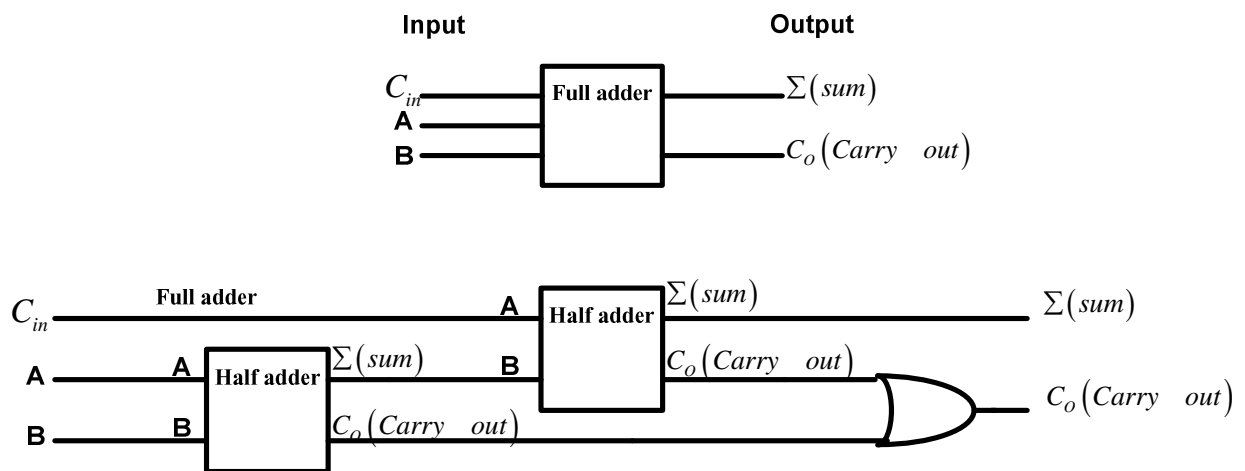 Input Output
C_in Full adder Σ(sum)
A
B C_o(Carry out)
C_in Full adder A Half adder Σ(sum) Σ(sum)
A A Half adder Σ(sum) B C_o(Carry out)
C_o(Carry out)
B B C_o(Carry out)